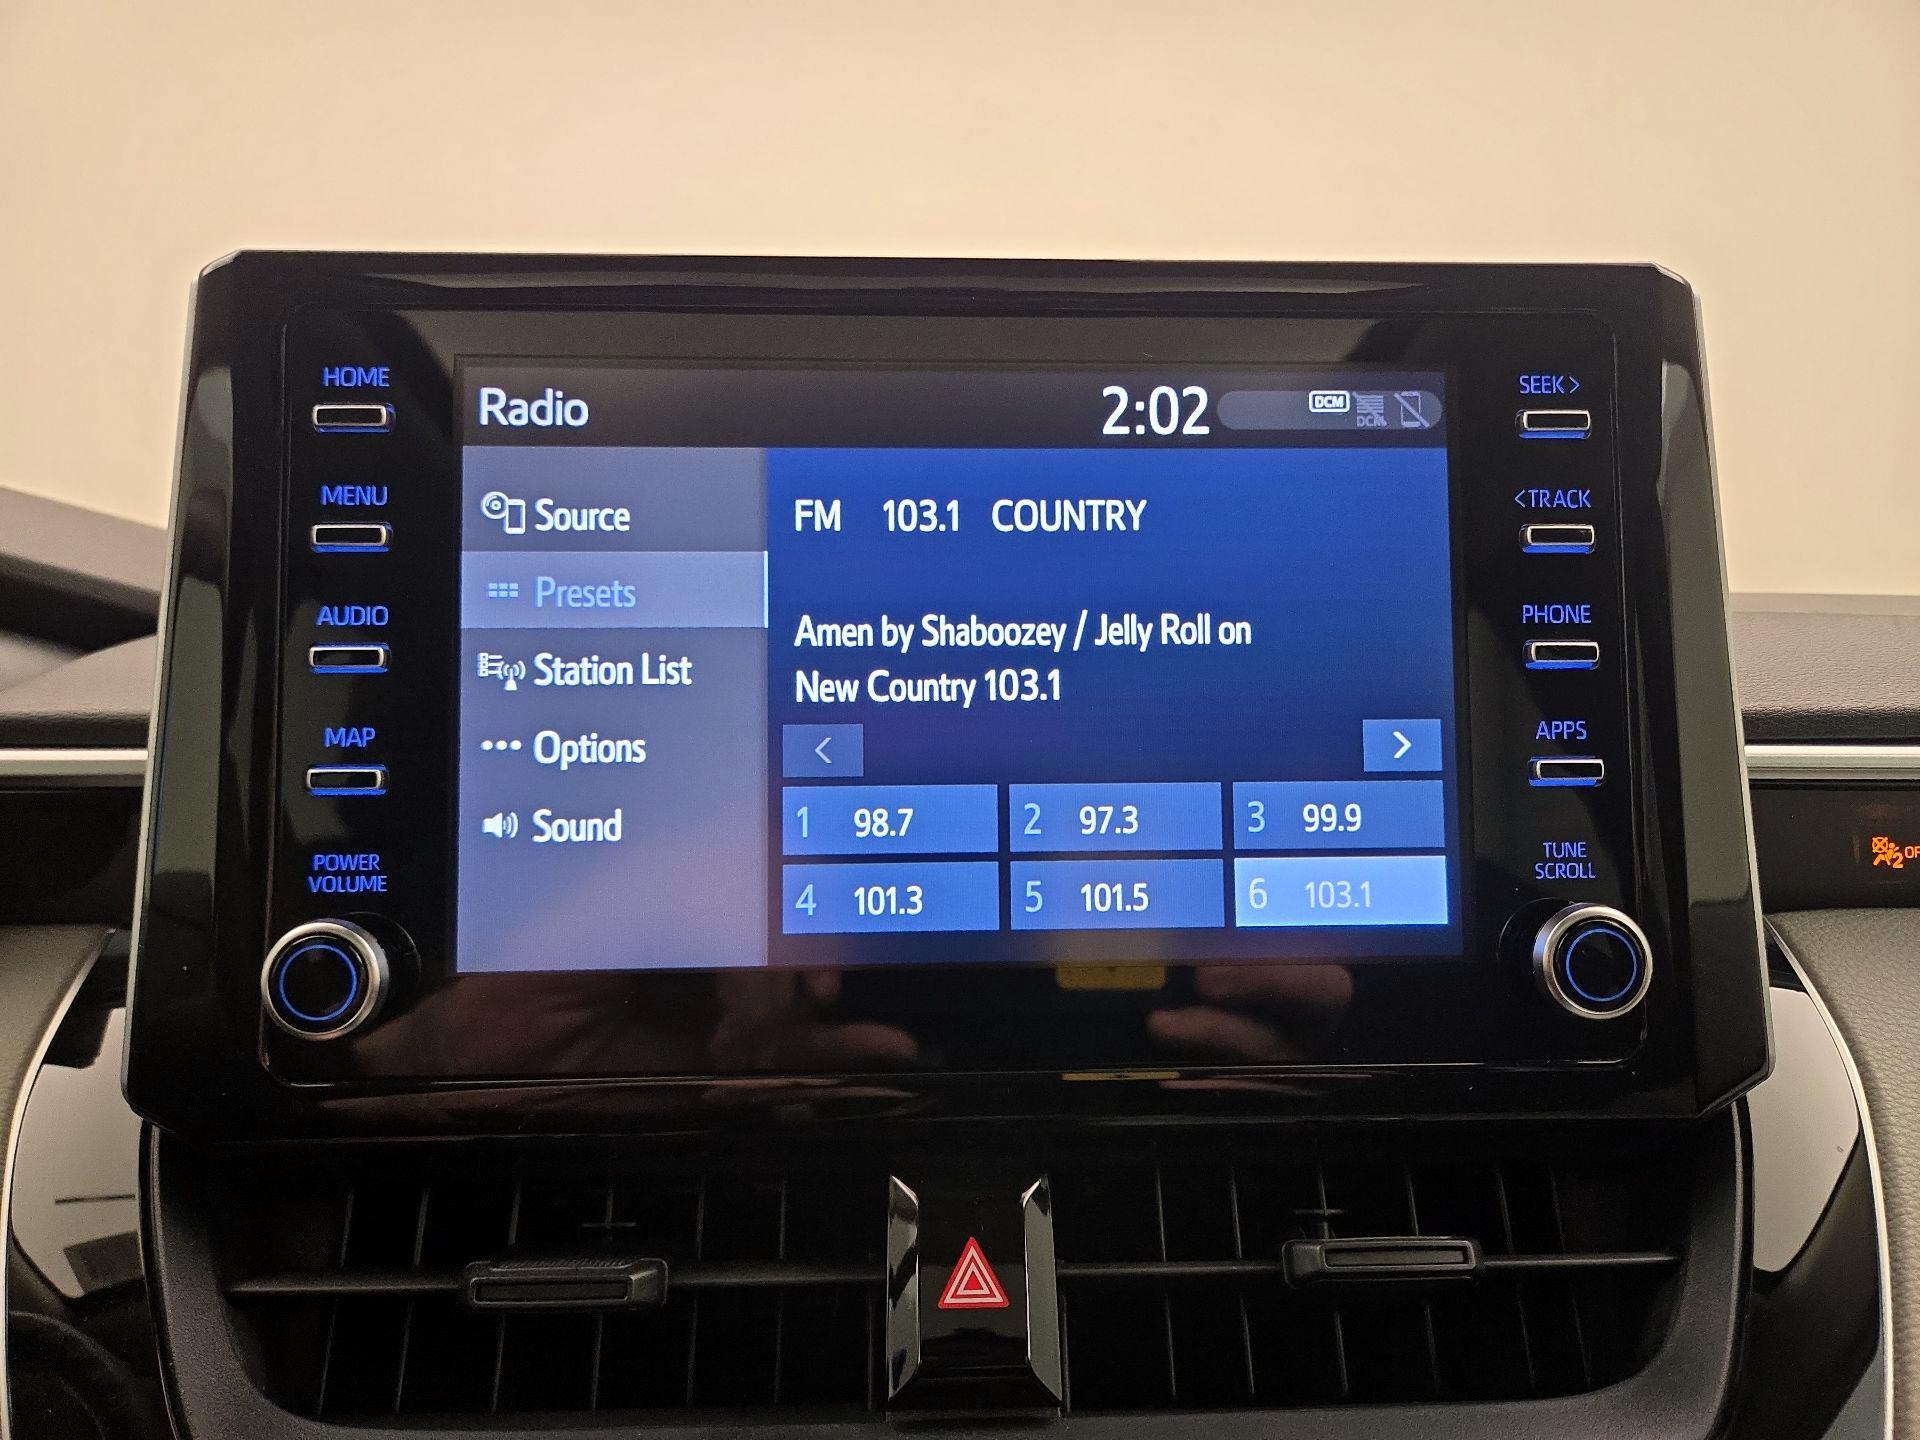 HOME
MENU
AUDIO
MAP
POWER
VOLUME
Radio
2:02
DCM
DCM
Source
Presets
Station List
Options
Sound
FM 103.1 COUNTRY
Amen by Shaboozey / Jelly Roll on
New Country 103.1
<
>
1 98.7
2 97.3
3 99.9
4 101.3
5 101.5
6 103.1
SEEK >
< TRACK
PHONE
APPS
TUNE
SCROLL
2